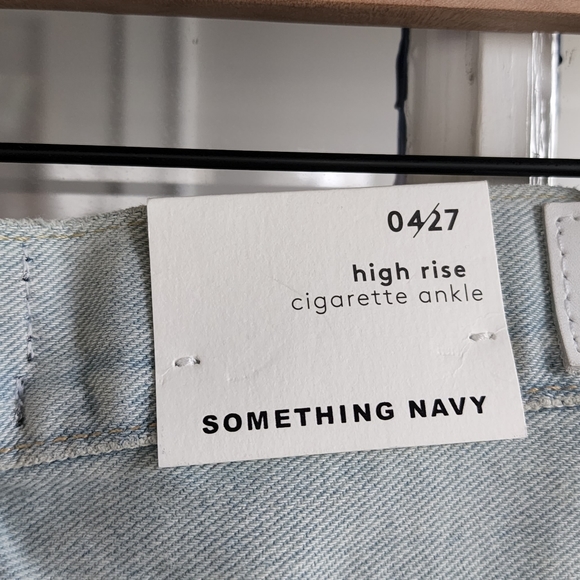 04/27
high rise
cigarette ankle
SOMETHING NAVY